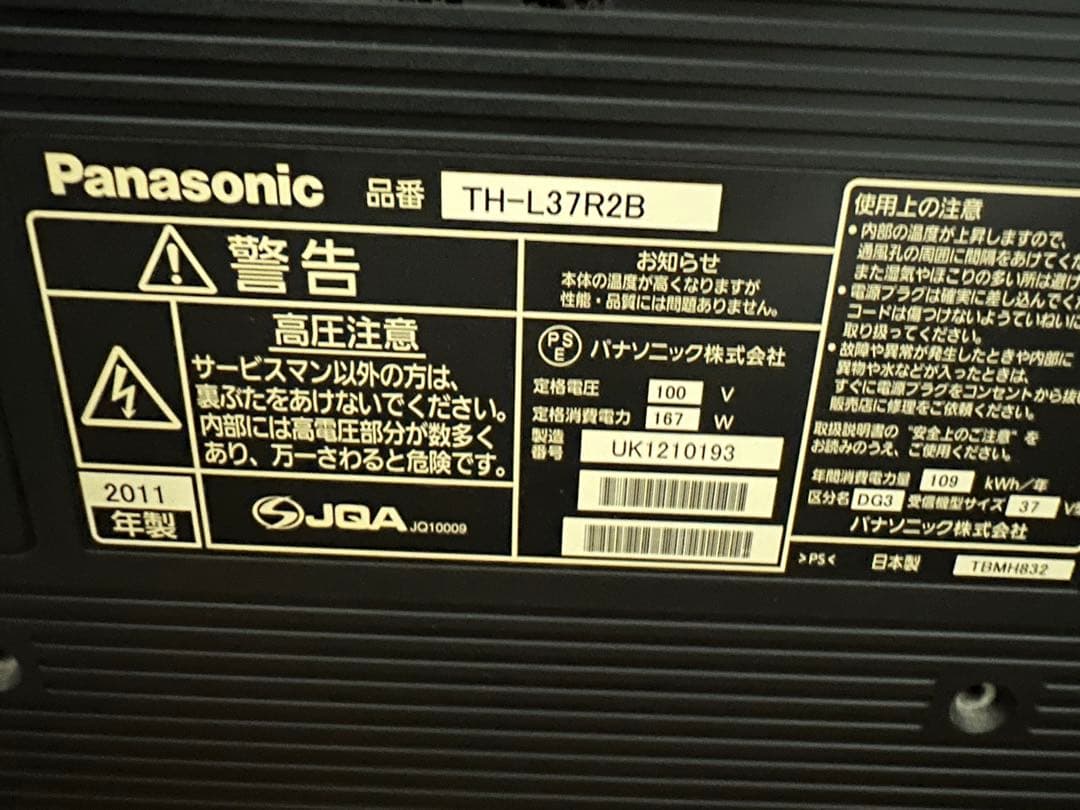 Panasonic 品番 TH-L37R2B
警告
高圧注意
サービスマン以外の方は、
裏ぶたをあけないでください。
内部には高電圧部分が数多く
あり、万一さわると危険です。
2011
年製
JQA JQ10009
お知らせ
本体の温度が高くなりますが
性能・品質には問題ありません。
PSE パナソニック株式会社
定格電圧 100 V
定格消費電力 167 W
製造番号 UK1210193
使用上の注意
・内部の温度が上昇しますので、
通風孔の周囲に間隔をあけてくだ
また湿気やほこりの多い所は避け
・電源プラグは確実に差し込んでくだ
コードは傷つけないようていねいに
取り扱ってください。
・故障や異常が発生したときや内部に
異物や水などが入ったときは、
すぐに電源プラグをコンセントから抜
販売店に修理をご依頼ください。
取扱説明書の "安全上のご注意" を
お読みのうえ、ご使用ください。
年間消費電力量 109 kWh/年
区分名 DG3 受信機型サイズ 37 V型
パナソニック株式会社
>PS< 日本製 TBMH832